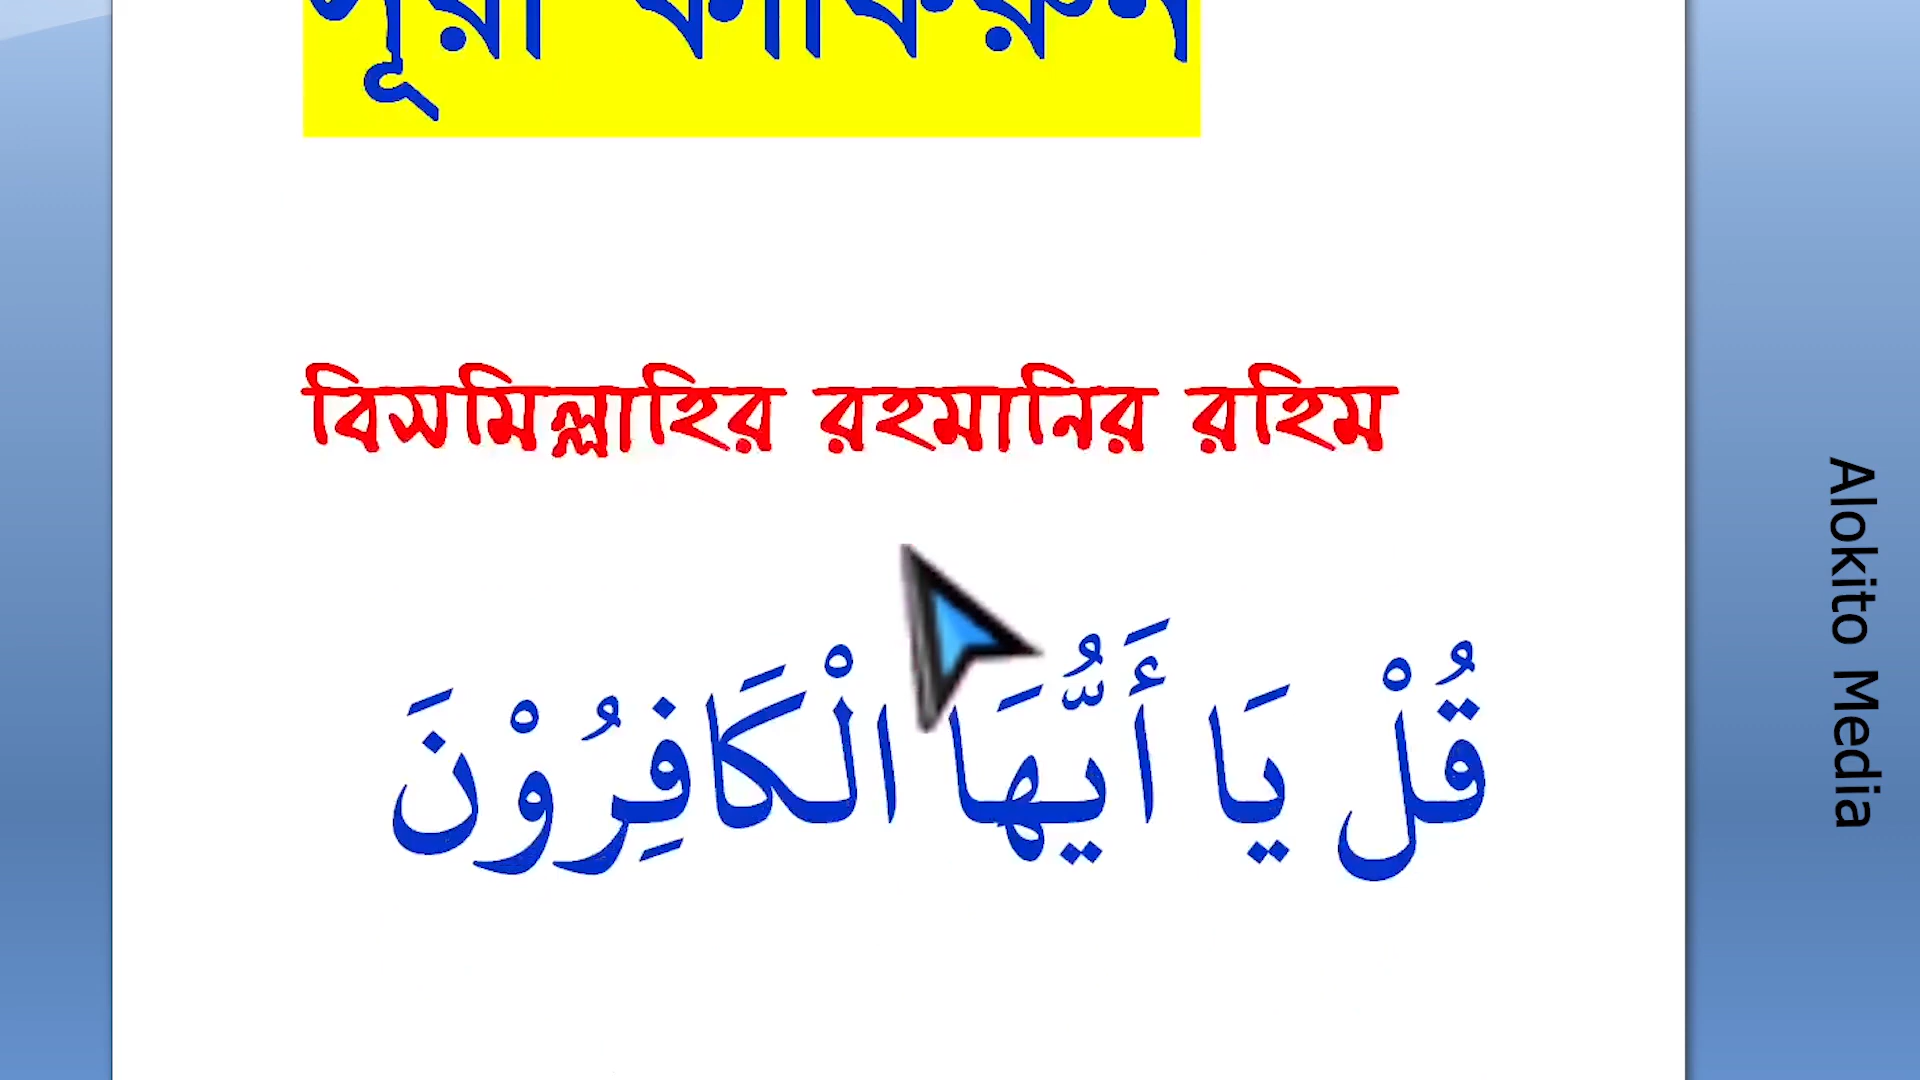 সূরা কাফিরুন
বিসমিল্লাহির রহমানির রহিম
قُلْ يَا أَيُّهَا الْكَافِرُوْنَ
Alokito Media